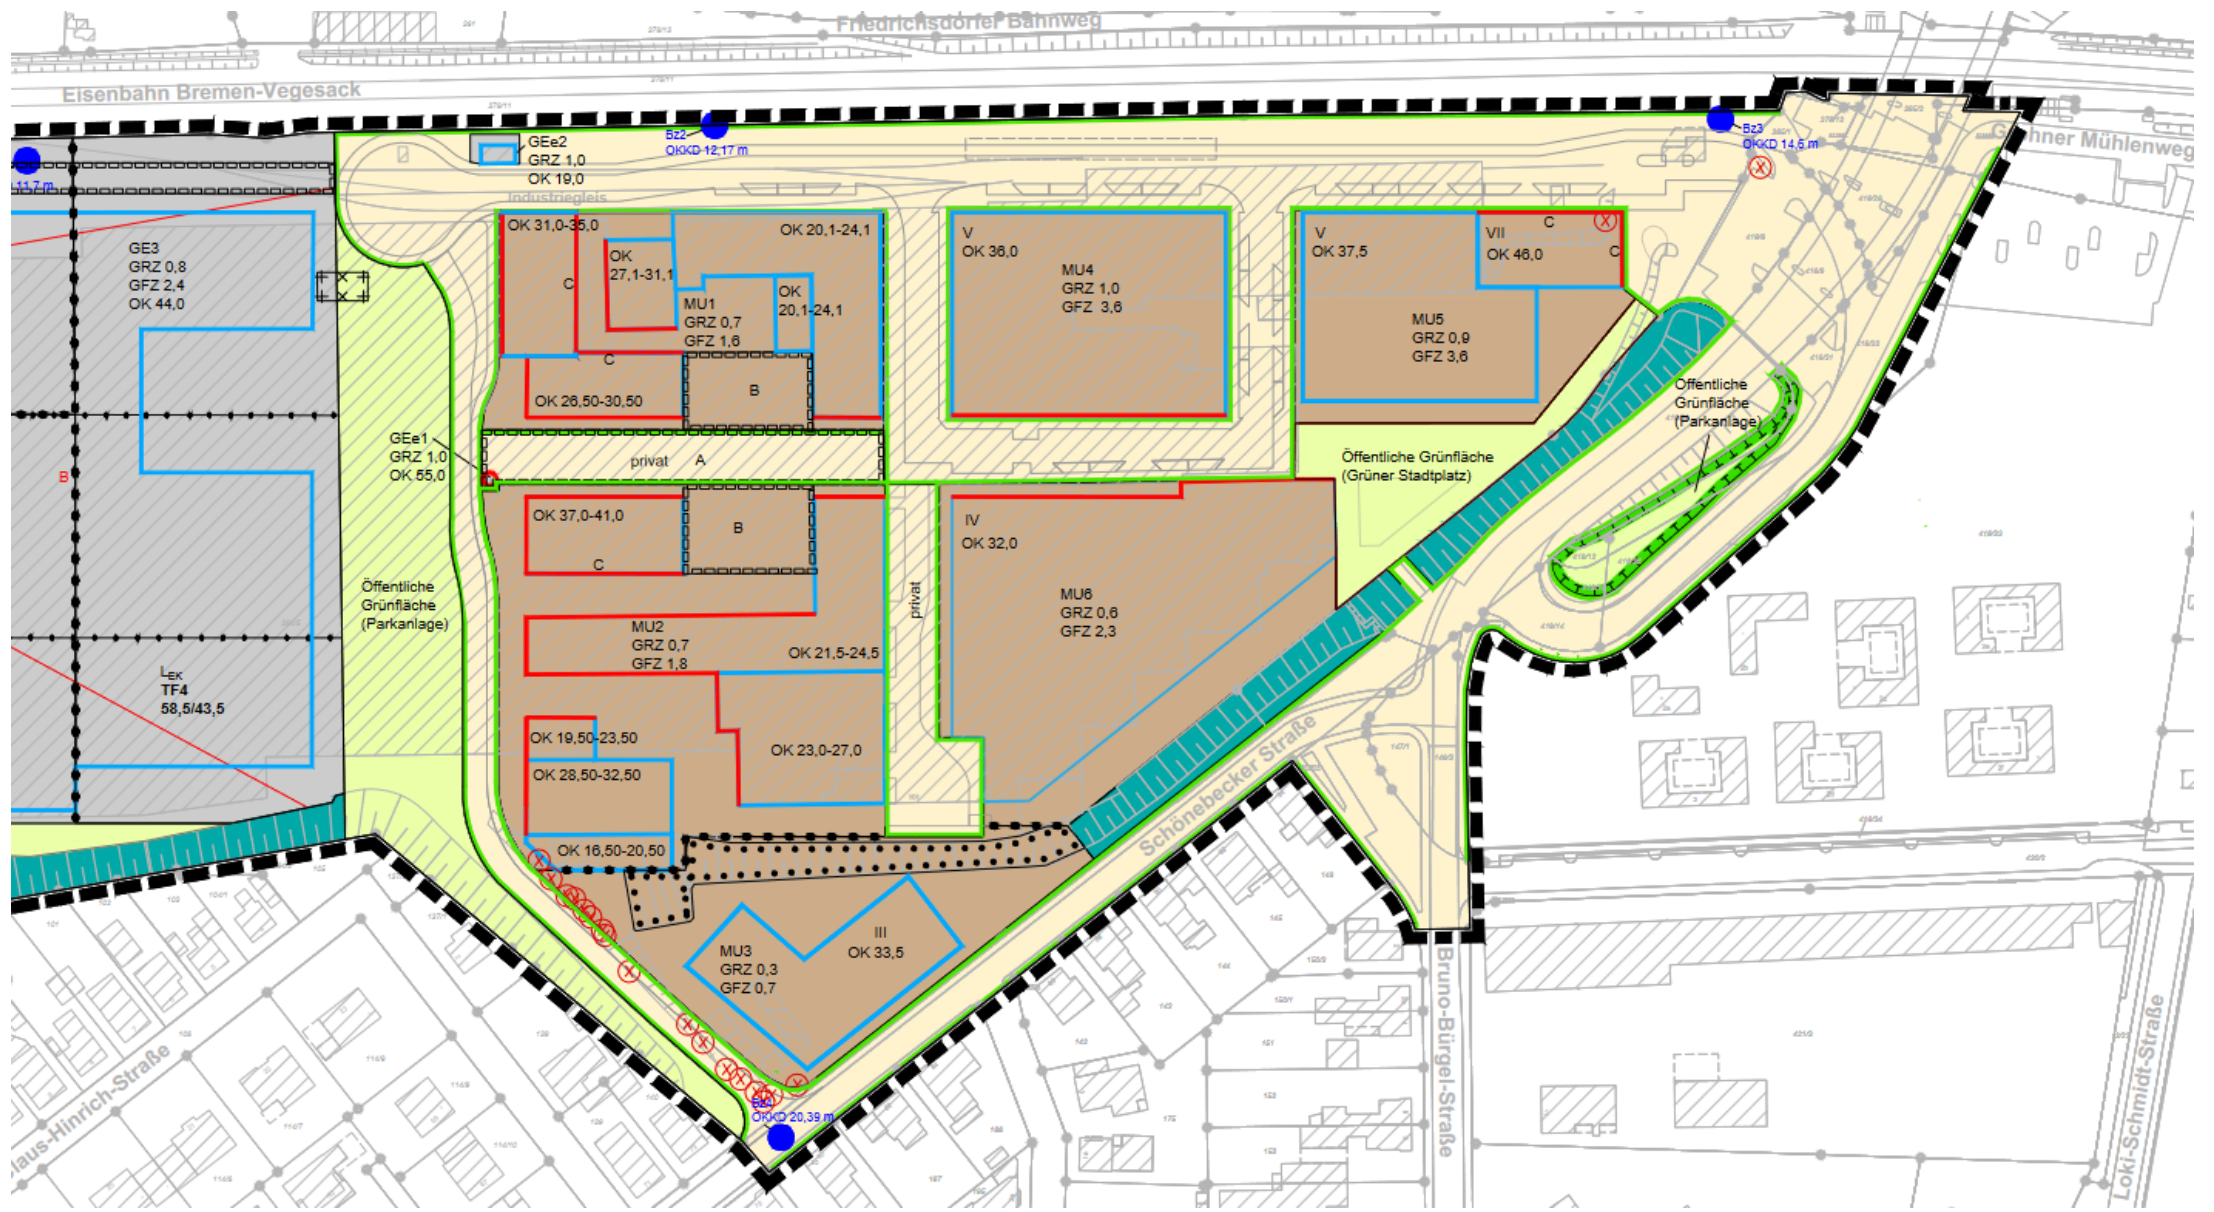 Friedrichsdorfer Bahnweg
Eisenbahn Bremen-Vegesack
Bz2
OKKD 12,17 m
Bz3
OKKD 14,6 m
hner Mühlenweg
11,7 m
GEe2
GRZ 1,0
OK 19,0
Industriegleis
GE3
GRZ 0,8
GFZ 2,4
OK 44,0
OK 31,0-35,0
OK
27,1-31,1
OK 20,1-24,1
OK
20,1-24,1
MU1
GRZ 0,7
GFZ 1,6
C
C
OK 26,50-30,50
B
V
OK 36,0
MU4
GRZ 1,0
GFZ 3,6
V
OK 37,5
VII
OK 46,0
C
C
MU5
GRZ 0,9
GFZ 3,6
Öffentliche
Grünfläche
(Parkanlage)
GEe1
GRZ 1,0
OK 55,0
privat A
Öffentliche Grünfläche
(Grüner Stadtplatz)
B
OK 37,0-41,0
C
B
IV
OK 32,0
privat
MU6
GRZ 0,6
GFZ 2,3
Öffentliche
Grünfläche
(Parkanlage)
MU2
GRZ 0,7
GFZ 1,8
OK 21,5-24,5
LEK
TF4
58,5/43,5
OK 19,50-23,50
OK 28,50-32,50
OK 23,0-27,0
OK 16,50-20,50
Schönebecker Straße
MU3
GRZ 0,3
GFZ 0,7
III
OK 33,5
Bz4
OKKD 20,39 m
Bruno-Bürgel-Straße
Loki-Schmidt-Straße
laus-Hinrich-Straße